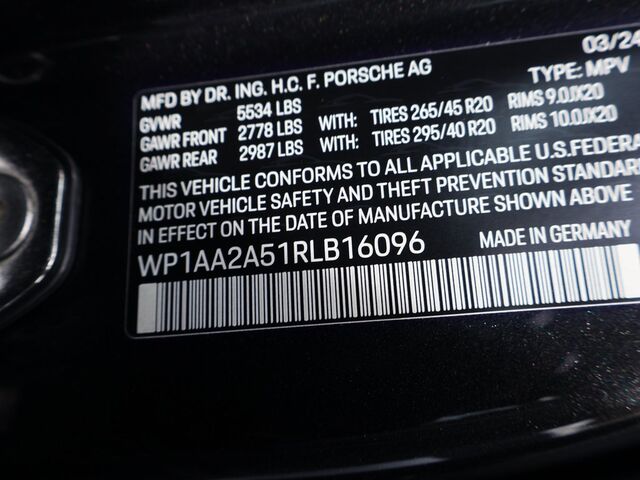 03/24
MFD BY DR. ING. H.C. F. PORSCHE AG TYPE: MPV
GVWR 5534 LBS
GAWR FRONT 2778 LBS WITH: TIRES 265/45 R20 RIMS 9.0JX20
GAWR REAR 2987 LBS WITH: TIRES 295/40 R20 RIMS 10.0JX20
THIS VEHICLE CONFORMS TO ALL APPLICABLE U.S.FEDERA
MOTOR VEHICLE SAFETY AND THEFT PREVENTION STANDAR
IN EFFECT ON THE DATE OF MANUFACTURE SHOWN ABOVE
WP1AA2A51RLB16096 MADE IN GERMANY